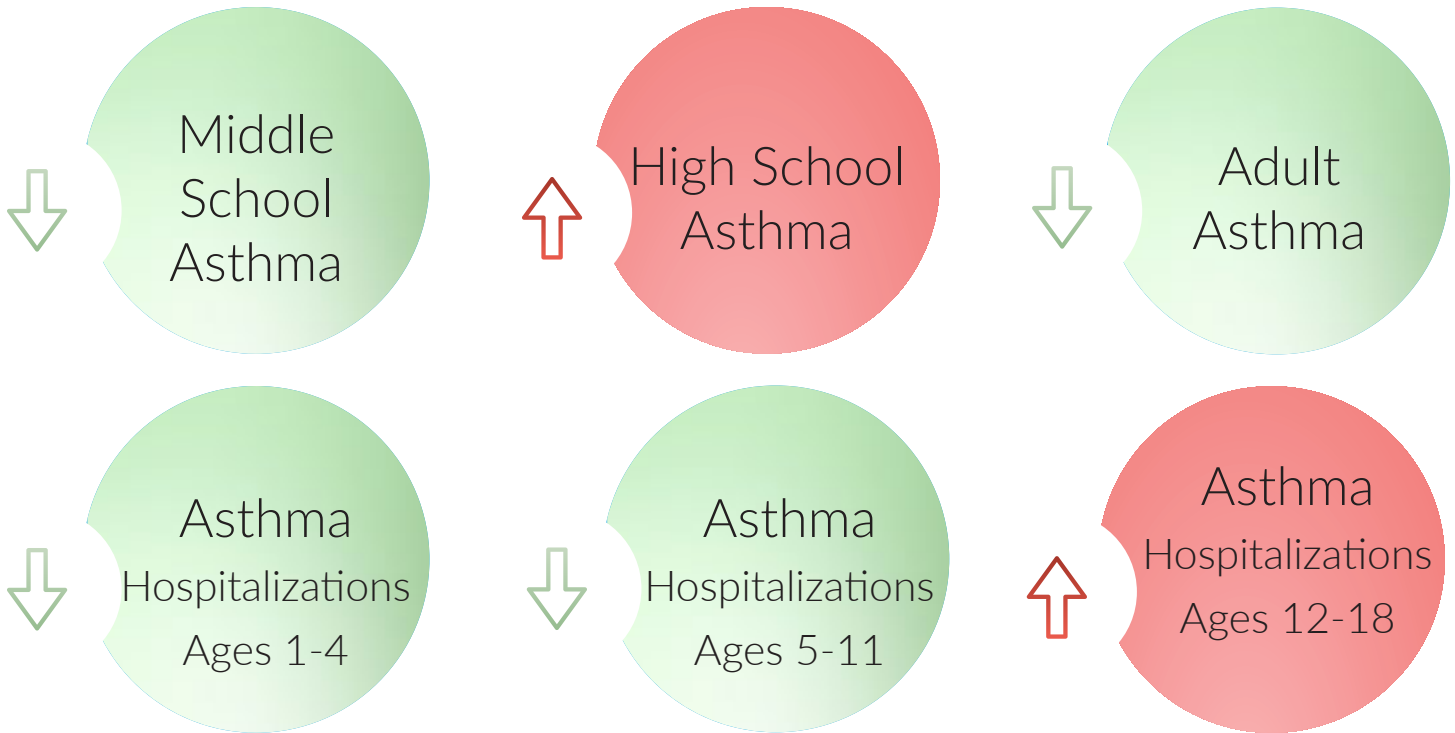 Middle
School
Asthma
High School
Asthma
Adult
Asthma
Asthma
Hospitalizations
Ages 1-4
Asthma
Hospitalizations
Ages 5-11
Asthma
Hospitalizations
Ages 12-18